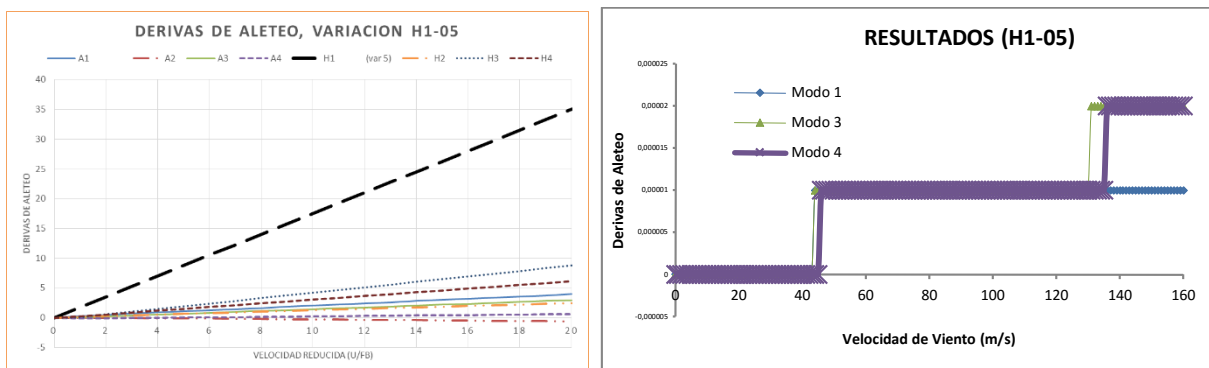 DERIVAS DE ALETEO, VARIACION H1-05
A1 A2 A3 A4 H1 (var 5) H2 H3 H4
40
35
30
25
20
15
10
5
0
-5
0 2 4 6 8 10 12 14 16 18 20
DERIVAS DE ALETEO
VELOCIDAD REDUCIDA (U/FB)
RESULTADOS (H1-05)
0,000025
0,00002
0,000015
0,00001
0,000005
0
-0,000005
Modo 1
Modo 3
Modo 4
0 20 40 60 80 100 120 140 160
Derivas de Aleteo
Velocidad de Viento (m/s)